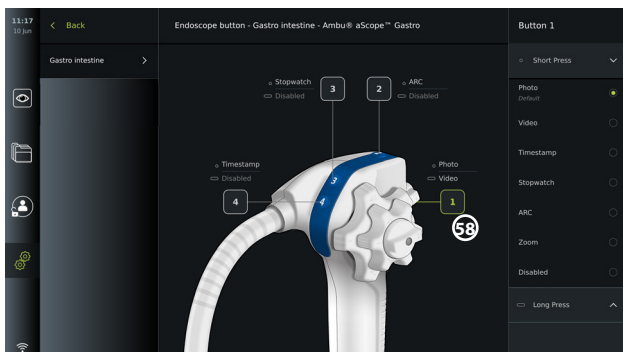 11:17
10 Jun
Back
Endoscope button - Gastro intestine - Ambu® aScope™ Gastro
Button 1
Gastro intestine
Short Press
Photo
Default
Video
Timestamp
Stopwatch
ARC
Zoom
Disabled
Long Press
Stopwatch
Disabled
3
2
ARC
Disabled
Timestamp
Disabled
4
Photo
Video
1
58
3
4